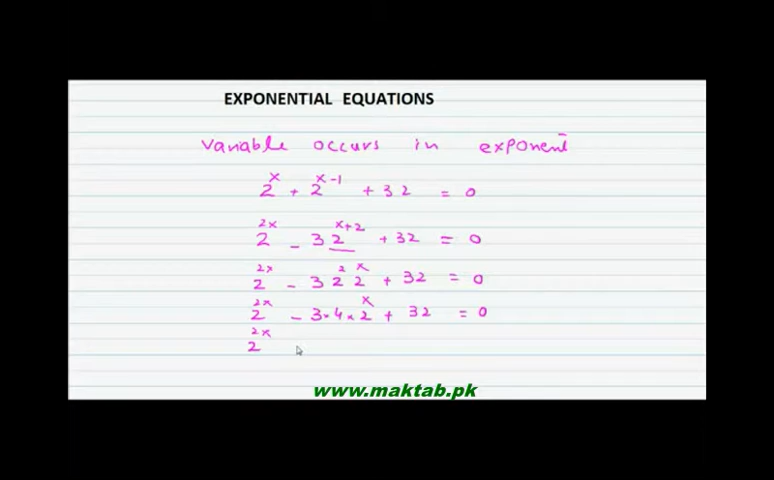 EXPONENTIAL EQUATIONS
Variable occurs in exponent
2^x + 2^(x-1) + 32 = 0
2^(2x) - 3 2^(x+2) + 32 = 0
2^(2x) - 3 2^2 2^x + 32 = 0
2^(2x) - 3 × 4 × 2^x + 32 = 0
2^(2x)
www.maktab.pk